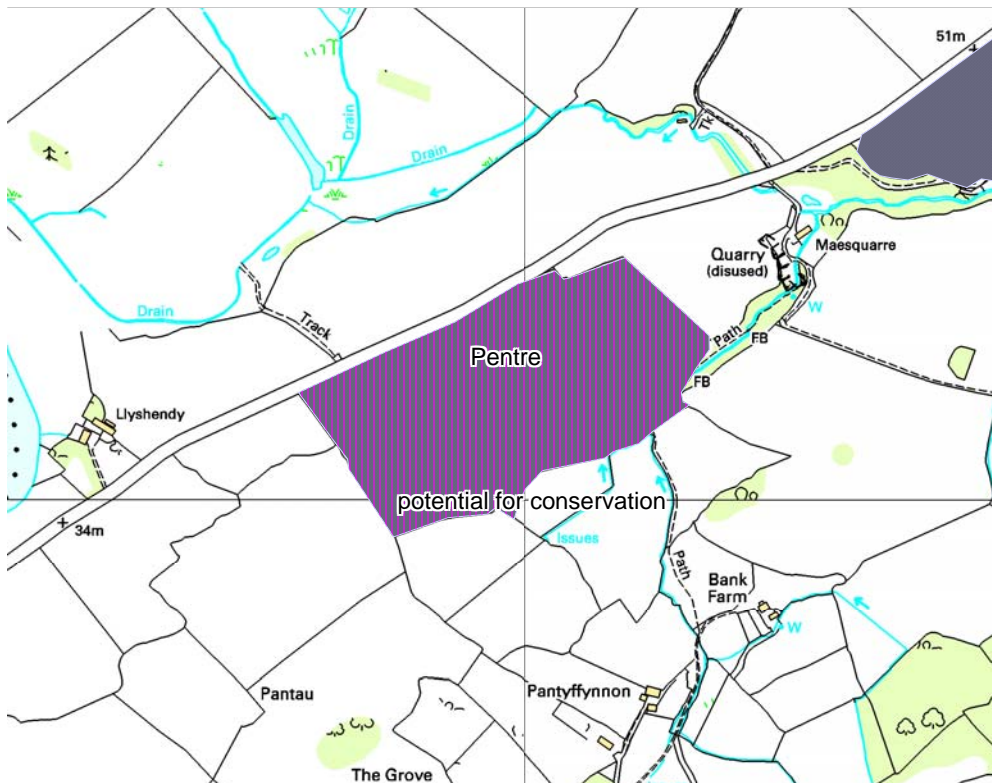 51m
Tk
Drain
Drain
Quarry
(disused)
Maesquarre
W
Drain
Track
Path
FB
Pentre
FB
Llyshendy
potential for conservation
34m
Issues
Path
Bank
Farm
W
Pantau
Pantyffynnon
The Grove